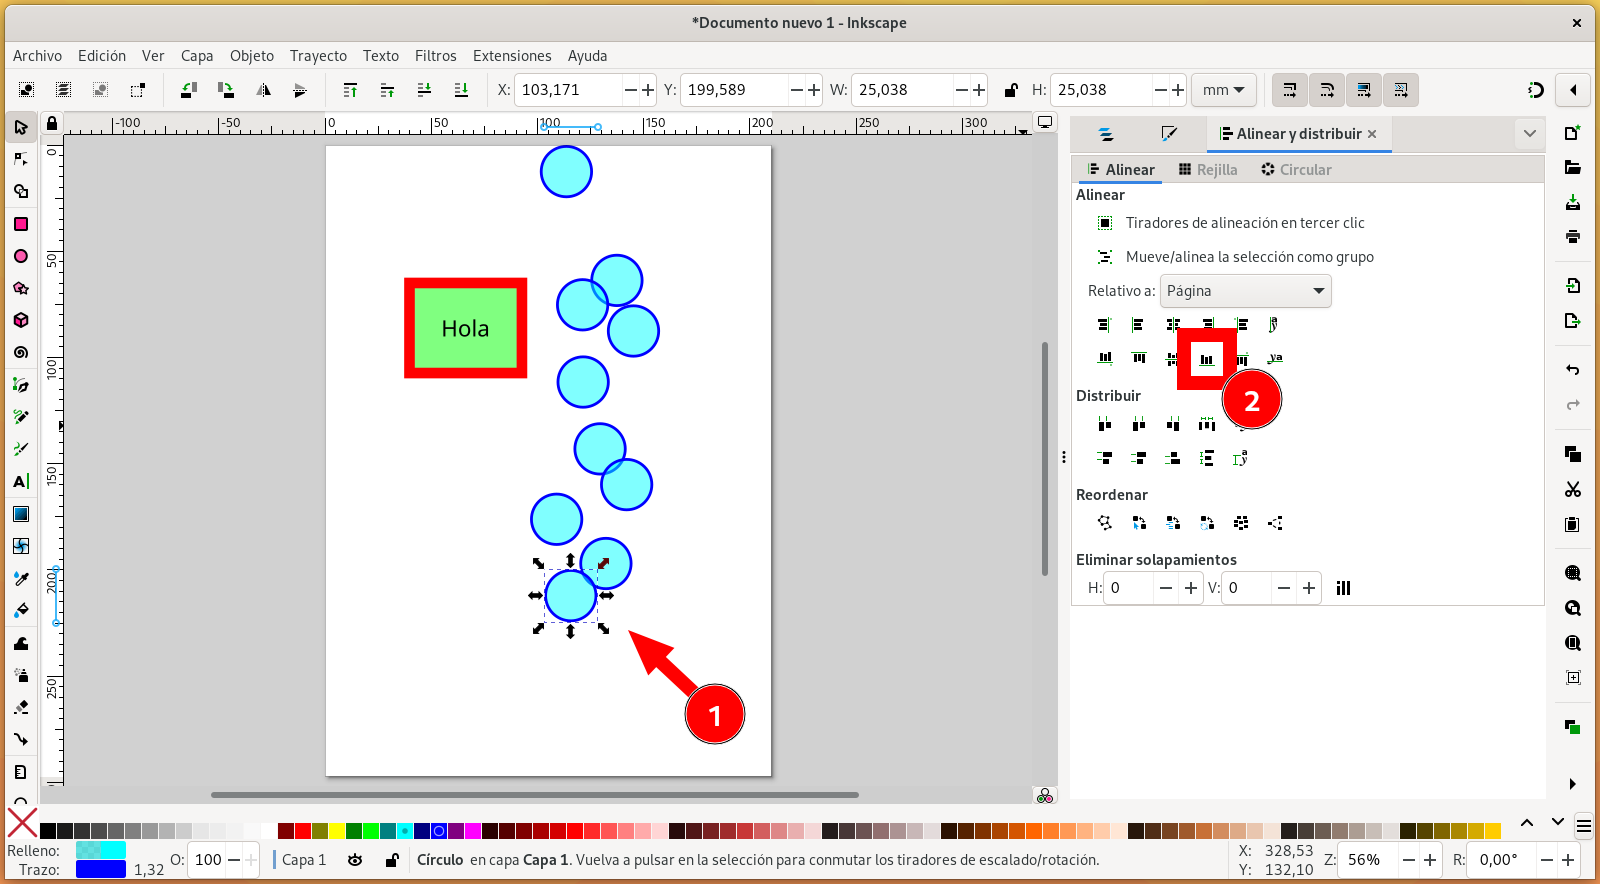 *Documento nuevo 1 - Inkscape
Archivo Edición Ver Capa Objeto Trayecto Texto Filtros Extensiones Ayuda
X: 103,171 Y: 199,589 W: 25,038 H: 25,038 mm
-100 -50 0 50 100 150 200 250 300
Alinear y distribuir
Alinear Rejilla Circular
Alinear
Tiradores de alineación en tercer clic
Mueve/alinea la selección como grupo
Relativo a: Página
Distribuir
Reordenar
Eliminar solapamientos
H: 0 V: 0
0
50
100
150
200
250
Hola
1
2
Relleno:
Trazo: 1,32
O: 100
Capa 1
Círculo en capa Capa 1. Vuelva a pulsar en la selección para conmutar los tiradores de escalado/rotación.
X: 328,53
Y: 132,10
Z: 56%
R: 0,00°